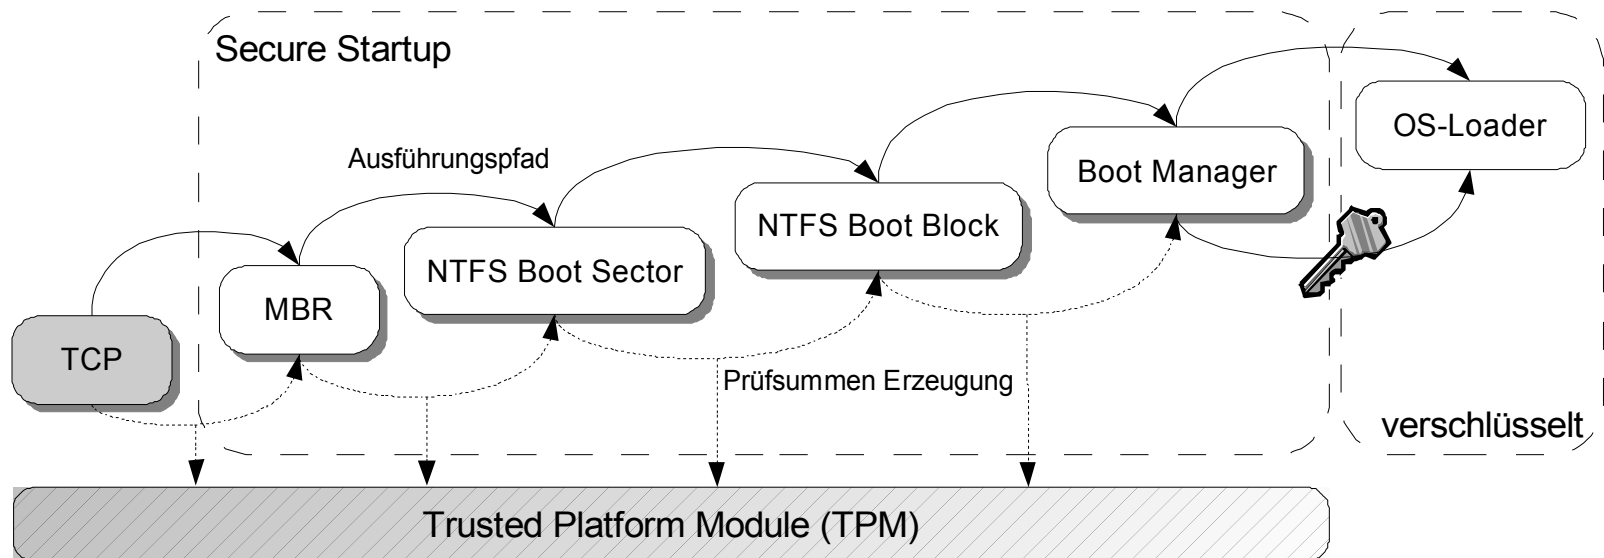 Secure Startup
OS-Loader
Ausführungspfad
Boot Manager
NTFS Boot Block
NTFS Boot Sector
MBR
TCP
Prüfsummen Erzeugung
verschlüsselt
Trusted Platform Module (TPM)